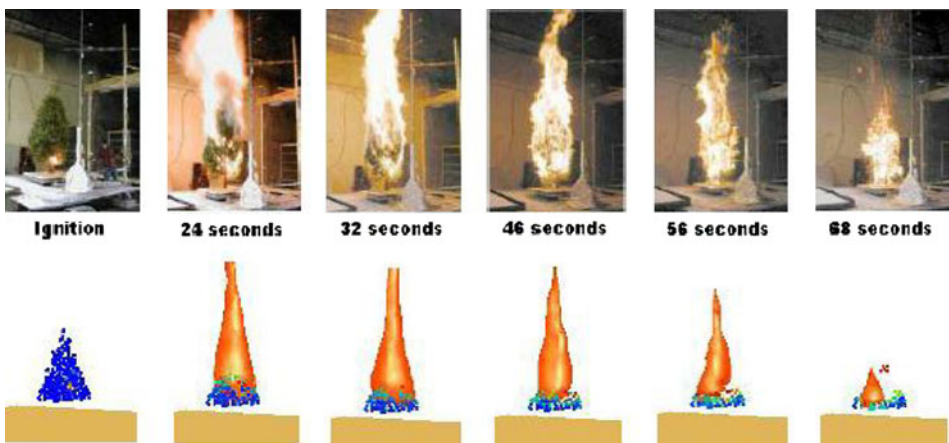 Ignition
24 seconds
32 seconds
46 seconds
56 seconds
68 seconds